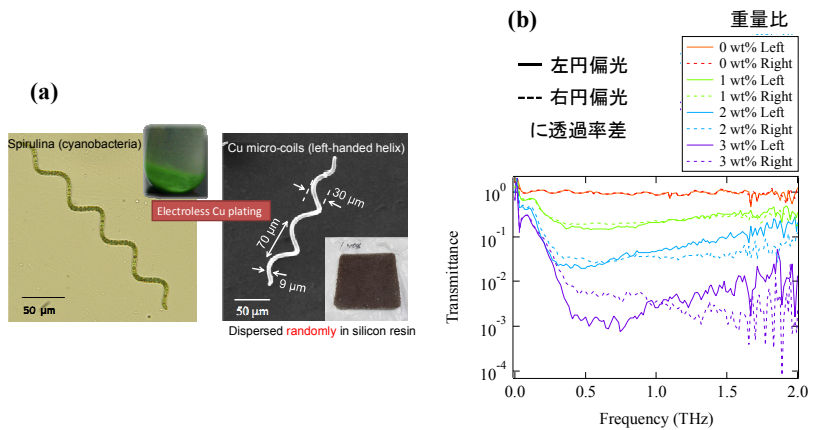 (a)
Spirulina (cyanobacteria)
Electroless Cu plating
50 μm
Cu micro-coils (left-handed helix)
30 μm
70 μm
9 μm
50 μm
Dispersed randomly in silicon resin
(b)
重量比
左円偏光
右円偏光
に透過率差
0 wt% Left
0 wt% Right
1 wt% Left
1 wt% Right
2 wt% Left
2 wt% Right
3 wt% Left
3 wt% Right
Transmittance
10⁰
10⁻¹
10⁻²
10⁻³
10⁻⁴
0.0 0.5 1.0 1.5 2.0
Frequency (THz)